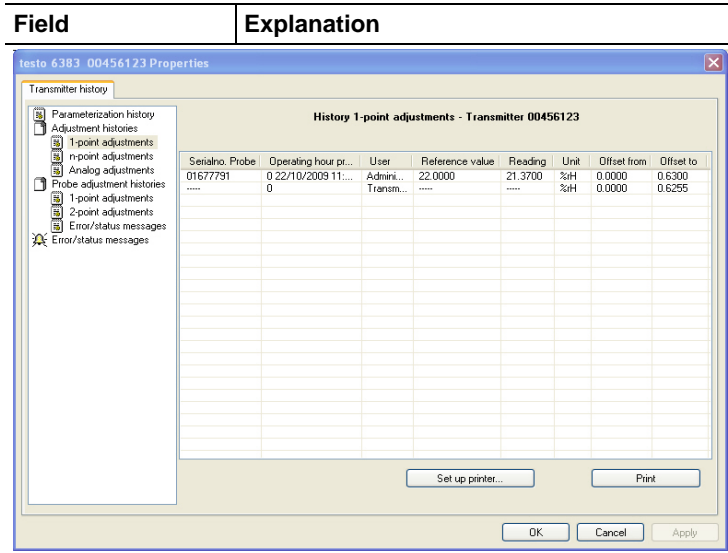 Field Explanation
testo 6383 00456123 Properties
Transmitter history
Parameterization history
Adjustment histories
1-point adjustments
n-point adjustments
Analog adjustments
Probe adjustment histories
1-point adjustments
2-point adjustments
Error/status messages
Error/status messages
History 1-point adjustments - Transmitter 00456123
Serialno. Probe Operating hour pr... User Reference value Reading Unit Offset from Offset to
01677791 0 22/10/2009 11:... Admini... 22.0000 21.3700 %rH 0.0000 0.6300
----- 0 Transm... ----- ----- %rH 0.0000 0.6255
Set up printer... Print
OK Cancel Apply